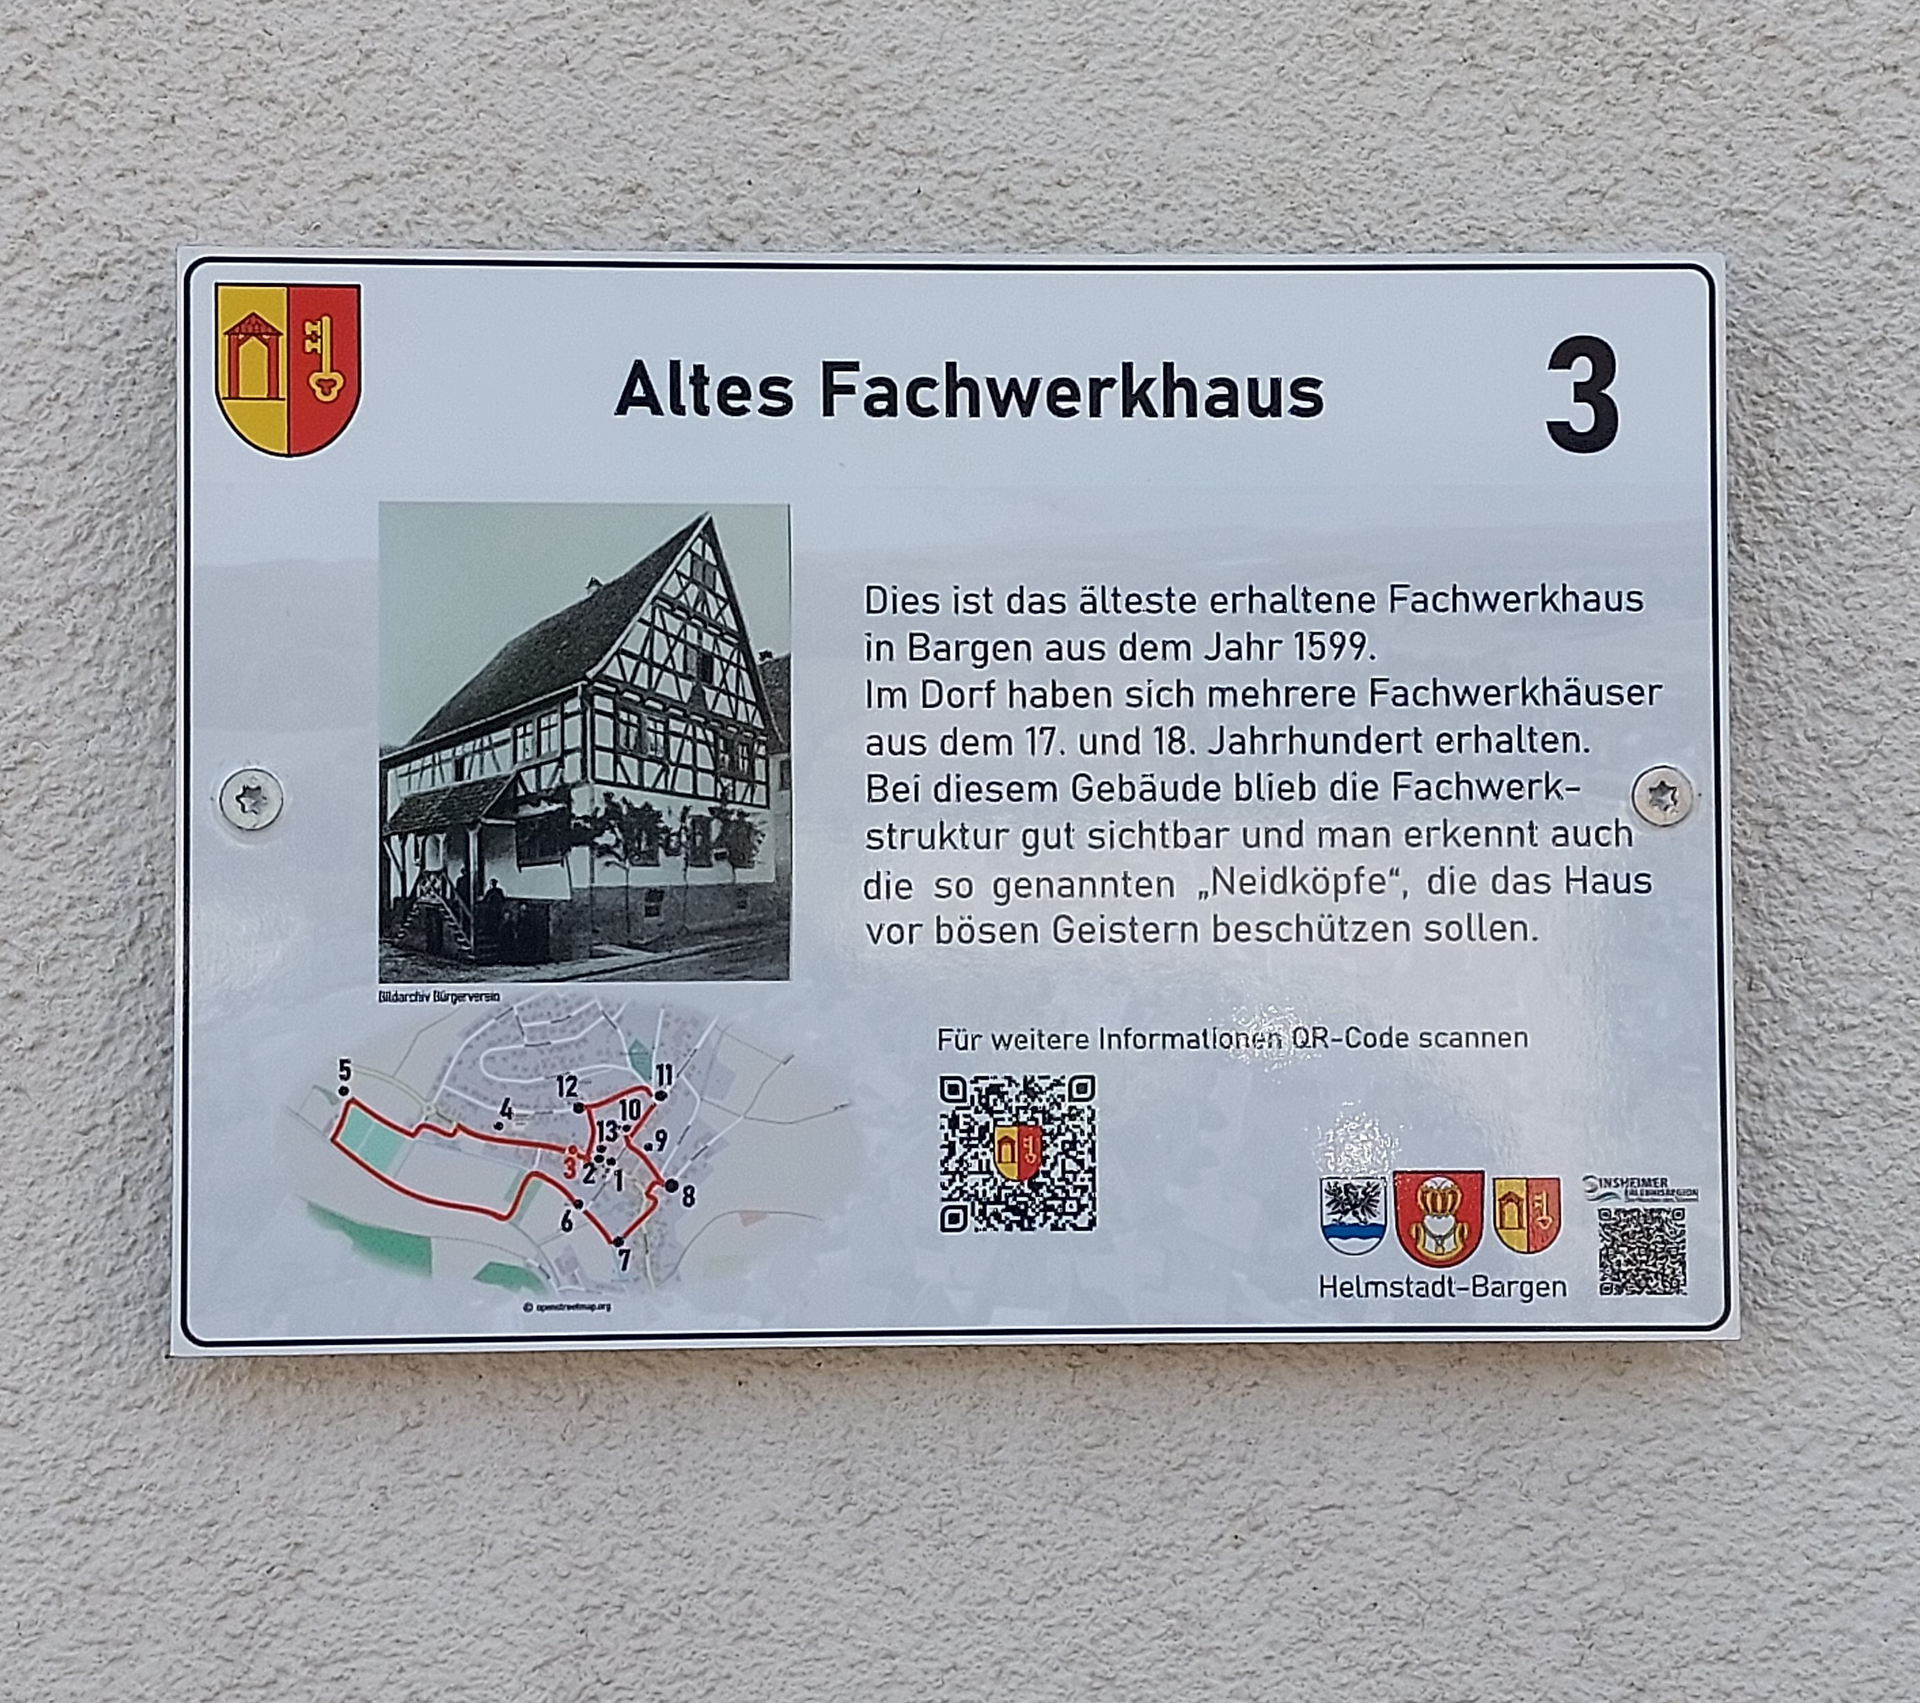 Altes Fachwerkhaus
3
Dies ist das älteste erhaltene Fachwerkhaus
in Bargen aus dem Jahr 1599.
Im Dorf haben sich mehrere Fachwerkhäuser
aus dem 17. und 18. Jahrhundert erhalten.
Bei diesem Gebäude blieb die Fachwerk-
struktur gut sichtbar und man erkennt auch
die so genannten „Neidköpfe“, die das Haus
vor bösen Geistern beschützen sollen.
Bildarchiv Bürgerverein
Für weitere Informationen QR-Code scannen
5
12
11
4
10
13
9
3
2
1
8
6
7
© openstreetmap.org
SINSHEIMER
ERLEBNISREGION
Helmstadt-Bargen